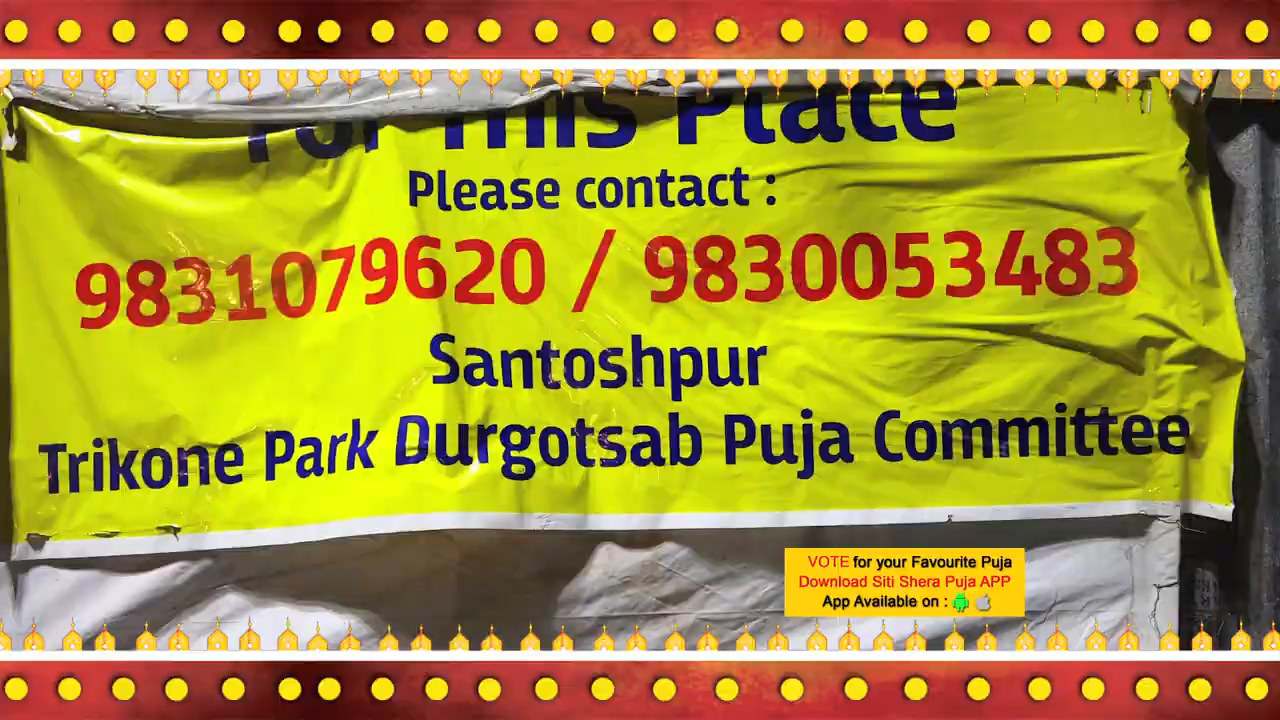 For This Place
Please contact :
9831079620 / 9830053483
Santoshpur
Trikone Park Durgotsab Puja Committee
VOTE for your Favourite Puja
Download Siti Shera Puja APP
App Available on :